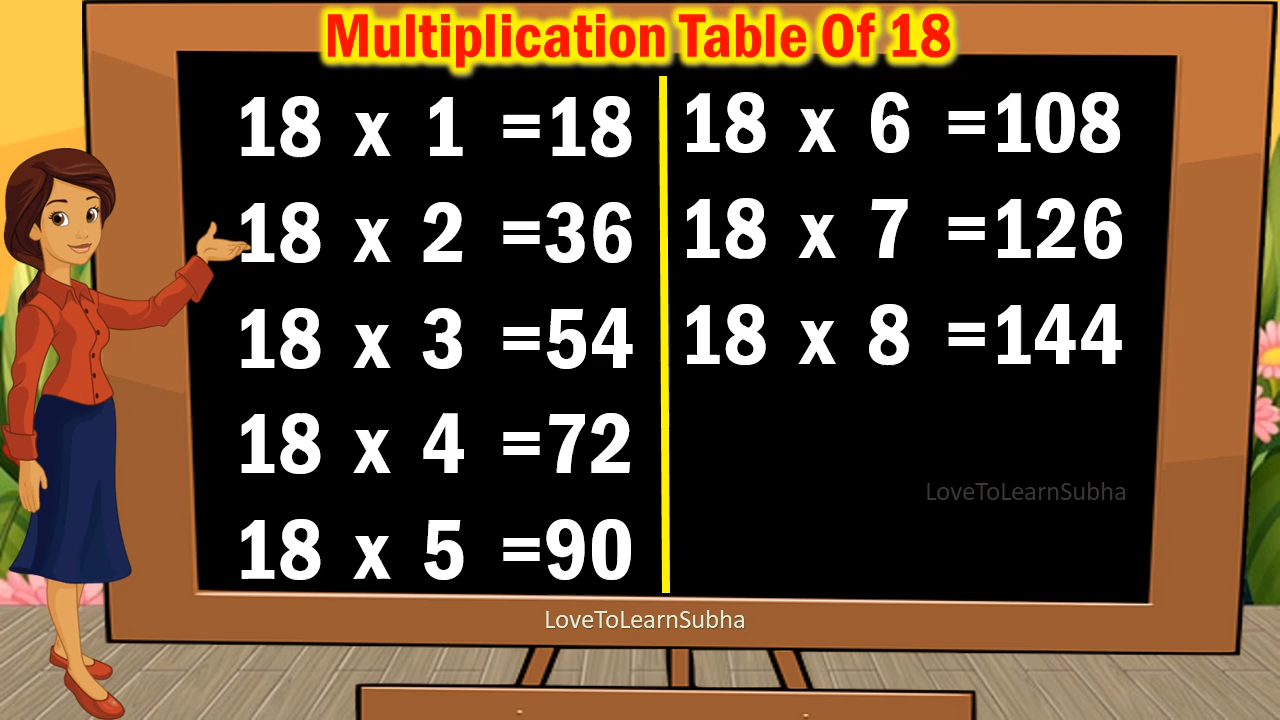 Multiplication Table Of 18
18 x 1 =18
18 x 2 =36
18 x 3 =54
18 x 4 =72
18 x 5 =90
18 x 6 =108
18 x 7 =126
18 x 8 =144
LoveToLearnSubha
LoveToLearnSubha